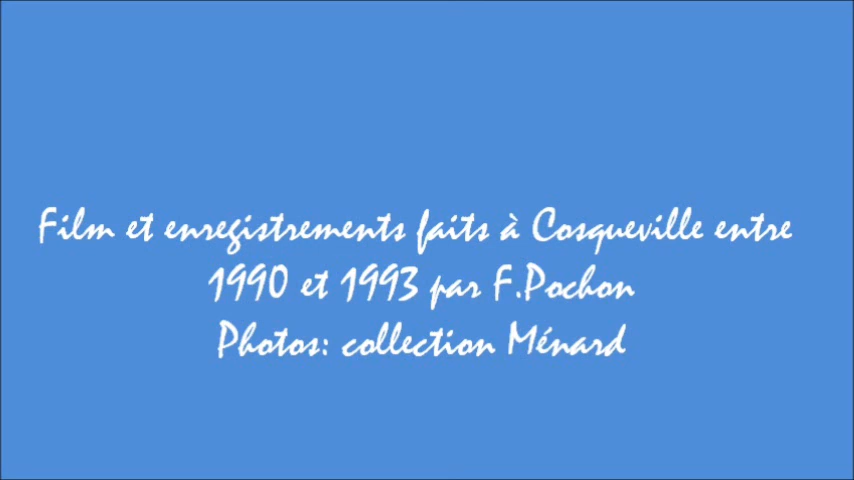 Film et enregistrements faits à Cosqueville entre
1990 et 1993 par F.Pochon
Photos: collection Ménard